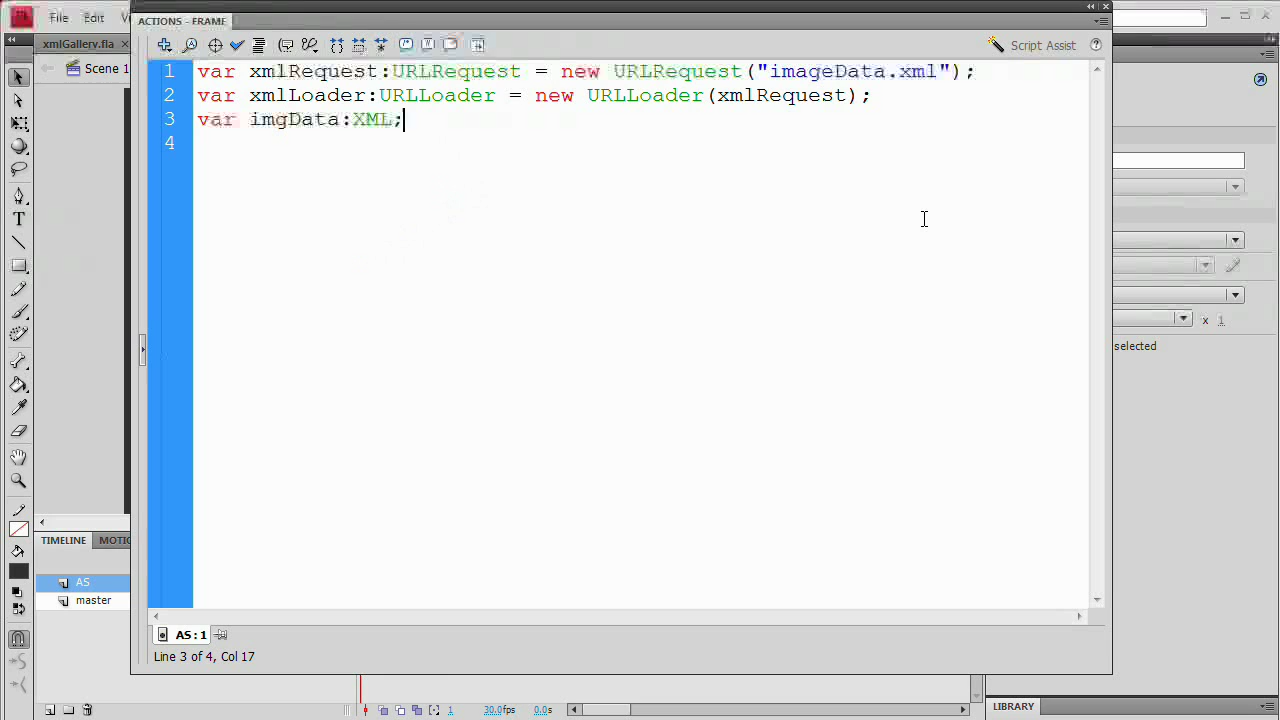 File Edit
ACTIONS - FRAME
xmlGallery.fla
Scene 1
Script Assist
1 var xmlRequest:URLRequest = new URLRequest("imageData.xml");
2 var xmlLoader:URLLoader = new URLLoader(xmlRequest);
3 var imgData:XML;
4
x 1
selected
TIMELINE
AS
master
AS:1
Line 3 of 4, Col 17
1 30.0fps 0.0s
LIBRARY